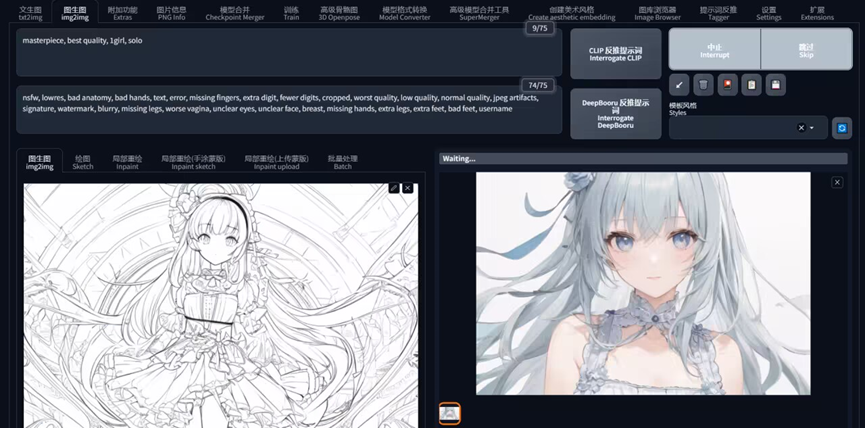 文生图 图生图 附加功能 图片信息 模型合并 训练 高级骨骼图 模型格式转换 高级模型合并工具 创建美术风格 图库浏览器 提示词反推 设置 扩展
txt2img img2img Extras PNG Info Checkpoint Merger Train 3D Openpose Model Converter SuperMerger Create aesthetic embedding Image Browser Tagger Settings Extensions
9/75
masterpiece, best quality, 1girl, solo
CLIP 反推提示词
Interrogate CLIP
中止 跳过
Interrupt Skip
74/75
nsfw, lowres, bad anatomy, bad hands, text, error, missing fingers, extra digit, fewer digits, cropped, worst quality, low quality, normal quality, jpeg artifacts,
signature, watermark, blurry, missing legs, worse vagina, unclear eyes, unclear face, breast, missing hands, extra legs, extra feet, bad feet, username
DeepBooru 反推提示
词
Interrogate
DeepBooru
模板风格
Styles
图生图 绘图 局部重绘 局部重绘(手涂蒙版) 局部重绘(上传蒙版) 批量处理
img2img Sketch Inpaint Inpaint sketch Inpaint upload Batch
Waiting...